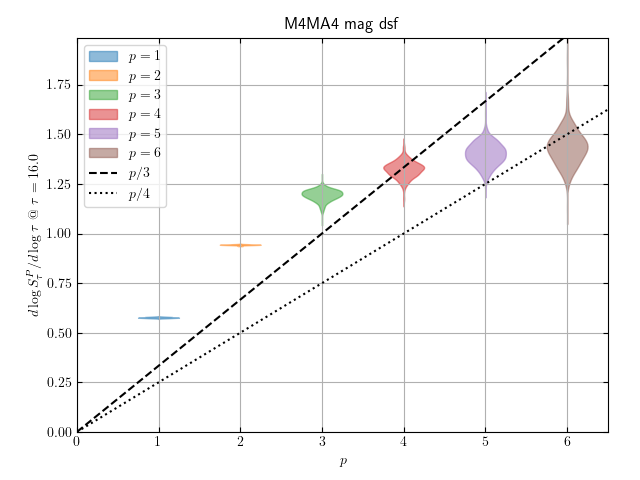 M4MA4 mag dsf
d log S_τ^p / d log τ @ τ = 16.0
1.75
1.50
1.25
1.00
0.75
0.50
0.25
0.00
p = 1
p = 2
p = 3
p = 4
p = 5
p = 6
p/3
p/4
0 1 2 3 4 5 6
p